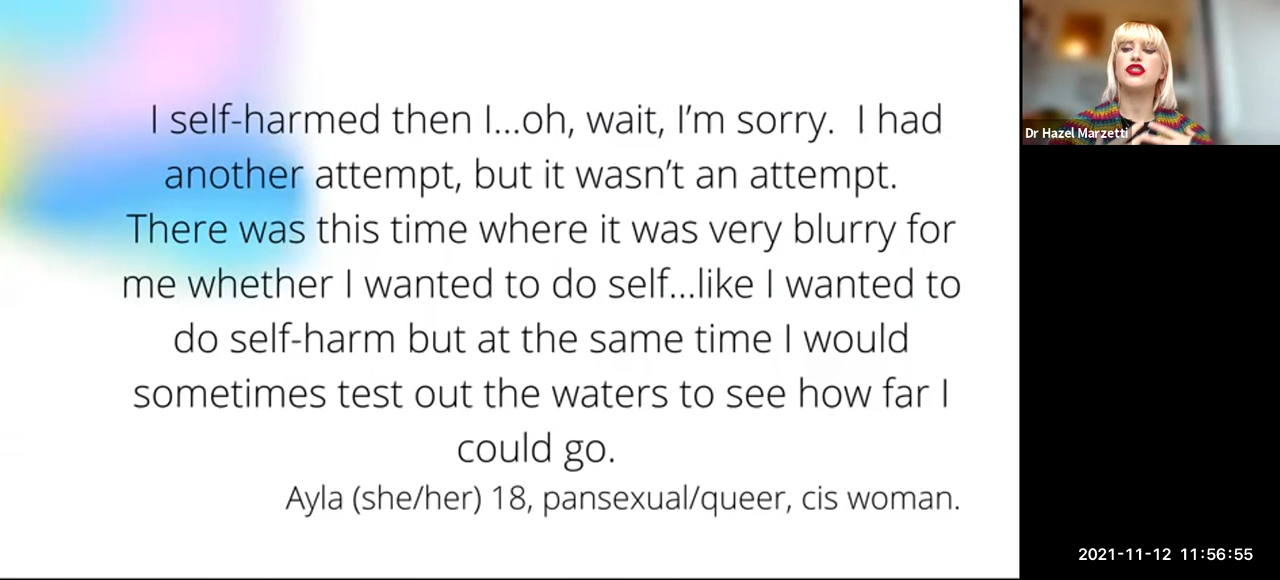 I self-harmed then I...oh, wait, I'm sorry.  I had
another attempt, but it wasn't an attempt.
There was this time where it was very blurry for
me whether I wanted to do self...like I wanted to
do self-harm but at the same time I would
sometimes test out the waters to see how far I
could go.
Ayla (she/her) 18, pansexual/queer, cis woman.
Dr Hazel Marzetti
2021-11-12 11:56:55